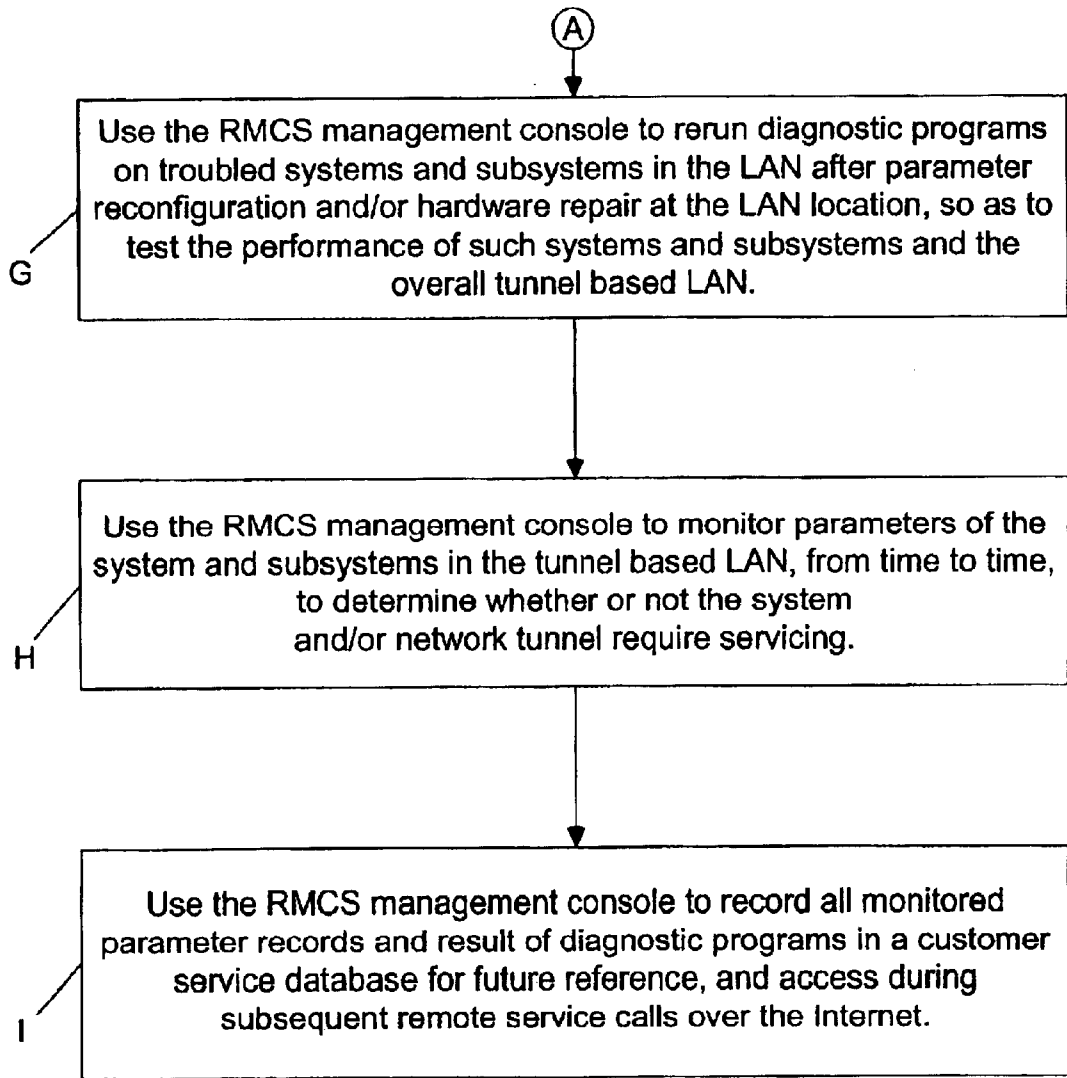 A
Use the RMCS management console to rerun diagnostic programs
on troubled systems and subsystems in the LAN after parameter
reconfiguration and/or hardware repair at the LAN location, so as to
test the performance of such systems and subsystems and the
overall tunnel based LAN.
G
Use the RMCS management console to monitor parameters of the
system and subsystems in the tunnel based LAN, from time to time,
to determine whether or not the system
and/or network tunnel require servicing.
H
Use the RMCS management console to record all monitored
parameter records and result of diagnostic programs in a customer
service database for future reference, and access during
subsequent remote service calls over the Internet.
I